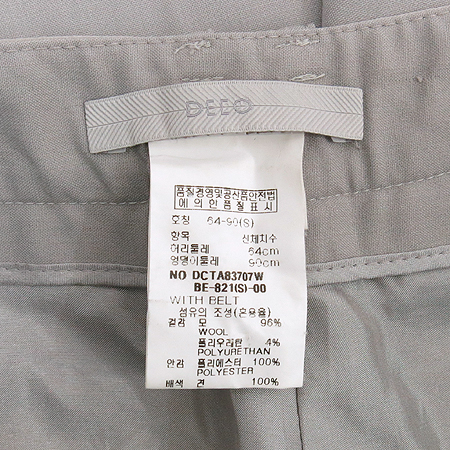 DEBO
품질경영및공산품안전법
에의한품질표시
호칭 64-90(S)
항목 신체치수
허리둘레 64cm
엉덩이둘레 90cm
NO DCTA83707W
BE-821(S)-00
WITH BELT
섬유의 조성(혼용율)
겉감 모 96%
WOOL
폴리우레탄 4%
POLYURETHAN
안감 폴리에스터 100%
POLYESTER
배색 견 100%